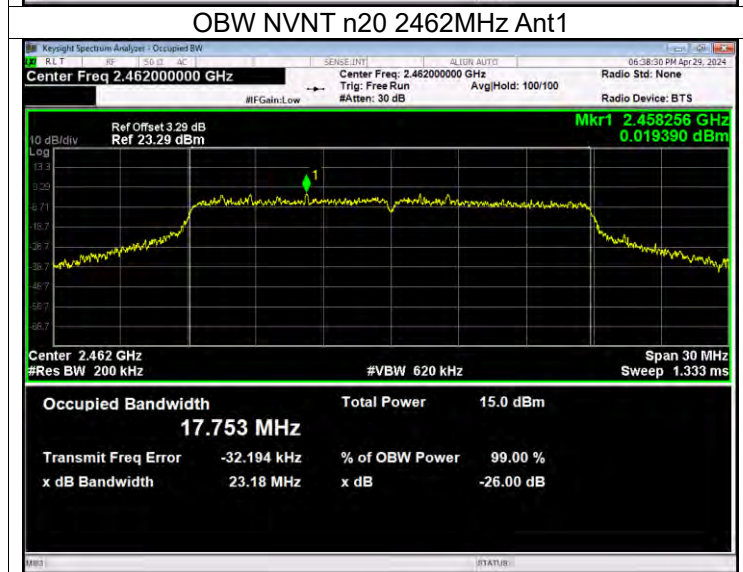 OBW NVNT n20 2462MHz Ant1
Keysight Spectrum Analyzer - Occupied BW
RLT RF 50 Ω AC SENSE:INT ALIGN AUTO 06:38:30 PM Apr 29, 2024
Center Freq 2.462000000 GHz Center Freq: 2.462000000 GHz Radio Std: None
Trig: Free Run Avg|Hold: 100/100
#IFGain:Low #Atten: 30 dB Radio Device: BTS
Mkr1 2.458256 GHz
Ref Offset 3.29 dB
10 dB/div Ref 23.29 dBm 0.019390 dBm
Log
13.3
1
3.29
-6.71
-16.7
-26.7
-36.7
-46.7
-56.7
-66.7
Center 2.462 GHz Span 30 MHz
#Res BW 200 kHz #VBW 620 kHz Sweep 1.333 ms
Occupied Bandwidth Total Power 15.0 dBm
17.753 MHz
Transmit Freq Error -32.194 kHz % of OBW Power 99.00 %
x dB Bandwidth 23.18 MHz x dB -26.00 dB
MSG STATUS